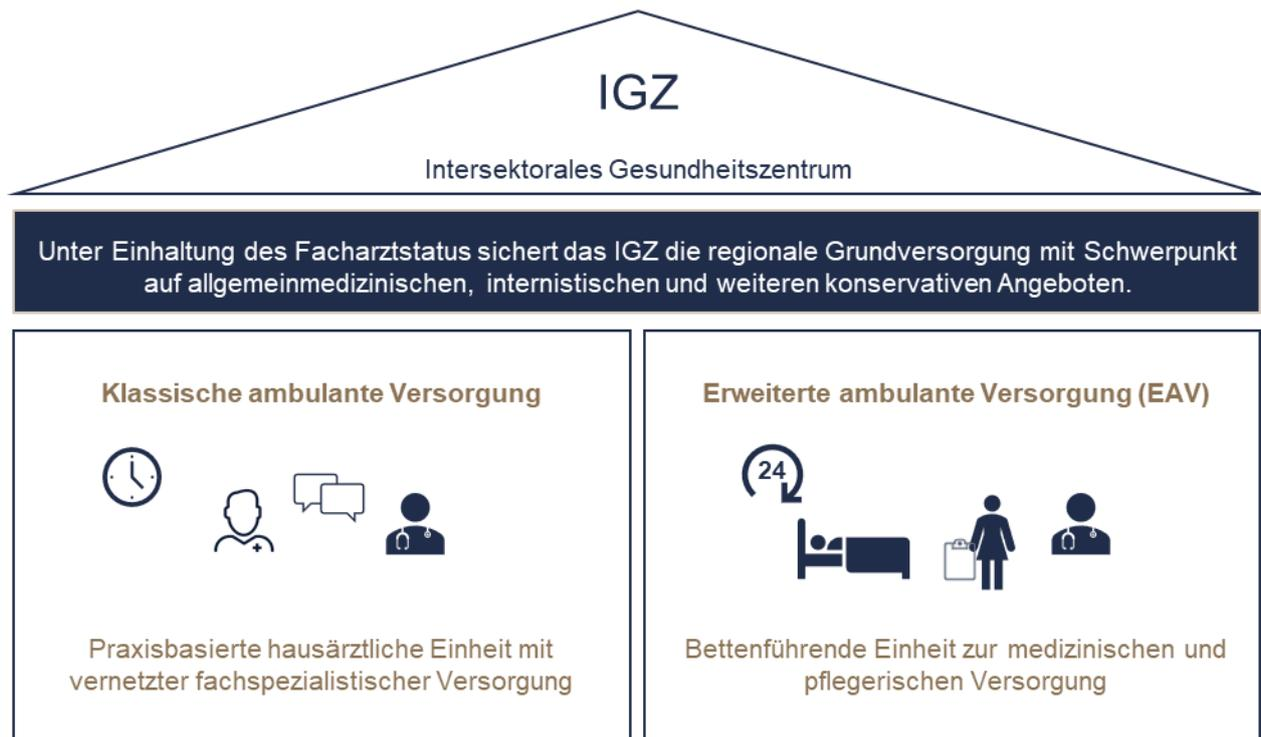 IGZ
Intersektorales Gesundheitszentrum
Unter Einhaltung des Facharztstatus sichert das IGZ die regionale Grundversorgung mit Schwerpunkt
auf allgemeinmedizinischen, internistischen und weiteren konservativen Angeboten.
Klassische ambulante Versorgung
Praxisbasierte hausärztliche Einheit mit
vernetzter fachspezialistischer Versorgung
Erweiterte ambulante Versorgung (EAV)
24
Bettenführende Einheit zur medizinischen und
pflegerischen Versorgung